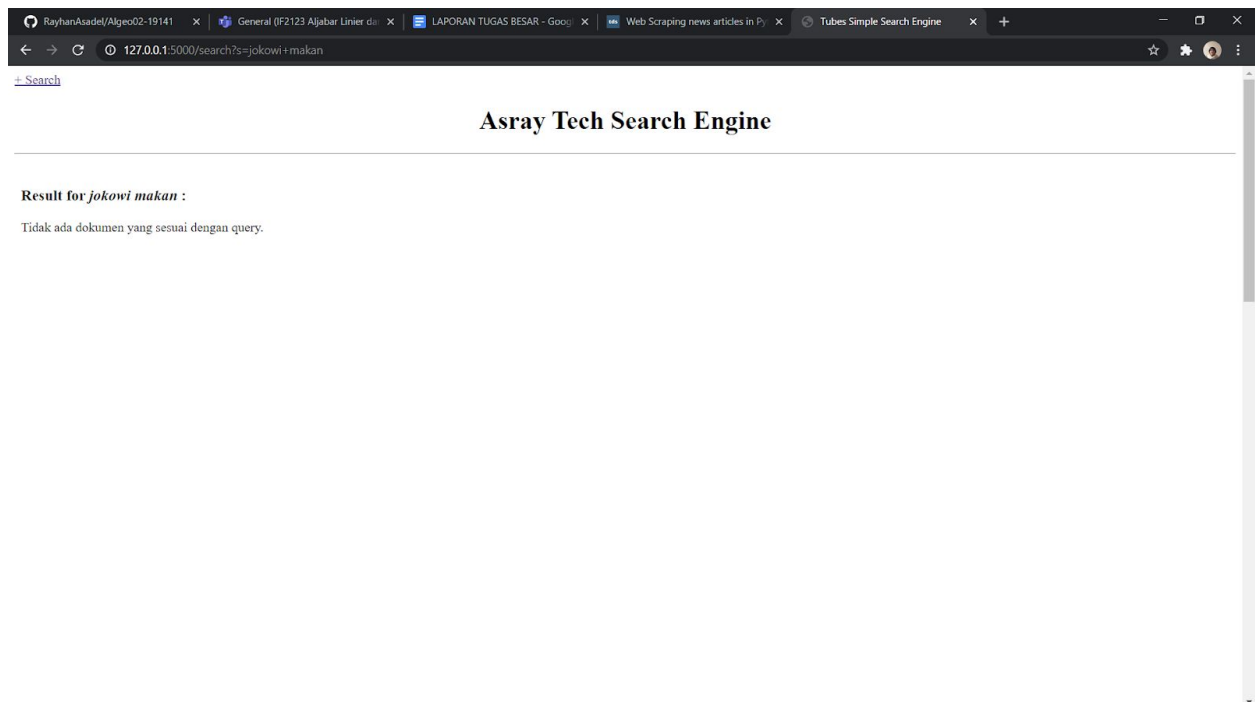 RayhanAsadel/Algeo02-19141
General (IF2123 Aljabar Linier da
LAPORAN TUGAS BESAR - Googl
Web Scraping news articles in Py
Tubes Simple Search Engine
127.0.0.1:5000/search?s=jokowi+makan
+ Search
Asray Tech Search Engine
Result for jokowi makan :
Tidak ada dokumen yang sesuai dengan query.